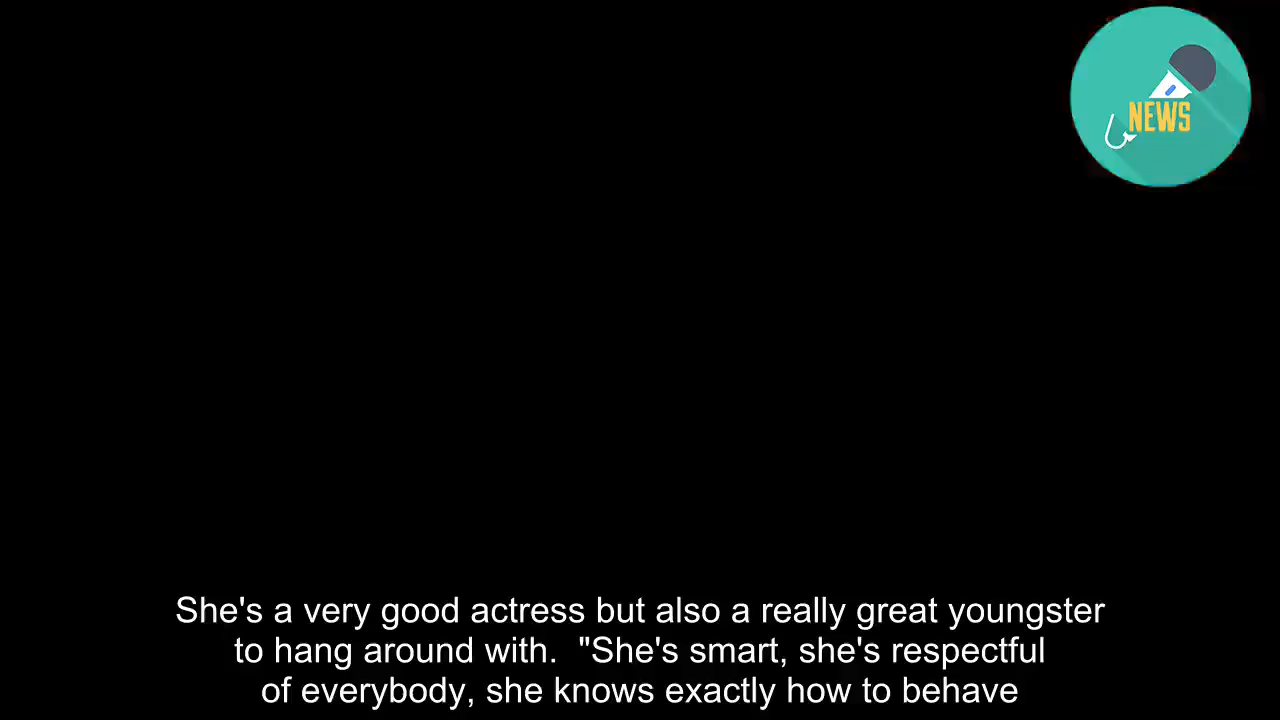 NEWS
She's a very good actress but also a really great youngster
to hang around with.  "She's smart, she's respectful
of everybody, she knows exactly how to behave